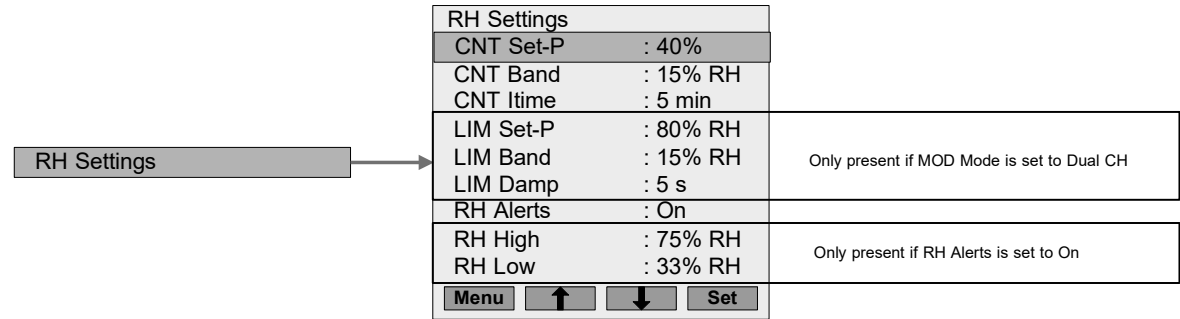 RH Settings
RH Settings
CNT Set-P : 40%
CNT Band : 15% RH
CNT Itime : 5 min
LIM Set-P : 80% RH
LIM Band : 15% RH
LIM Damp : 5 s
Only present if MOD Mode is set to Dual CH
RH Alerts : On
RH High : 75% RH
RH Low : 33% RH
Only present if RH Alerts is set to On
Menu ↑ ↓ Set